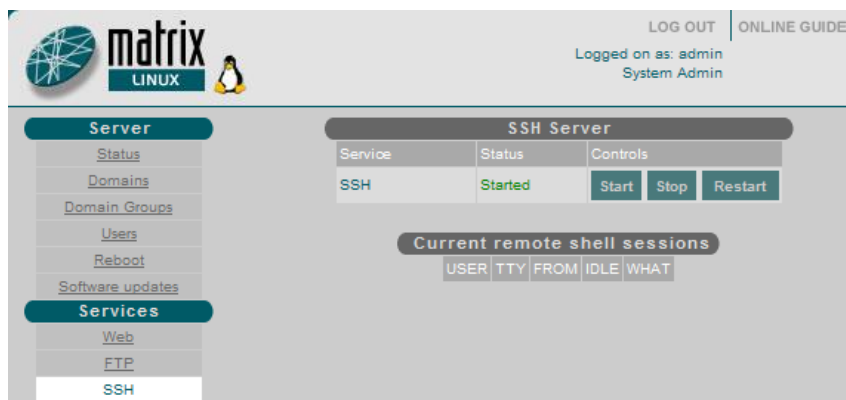 matrix
LINUX
LOG OUT ONLINE GUIDE
Logged on as: admin
System Admin
Server
Status
Domains
Domain Groups
Users
Reboot
Software updates
Services
Web
FTP
SSH
SSH Server
Service Status Controls
SSH Started Start Stop Restart
Current remote shell sessions
USER TTY FROM IDLE WHAT